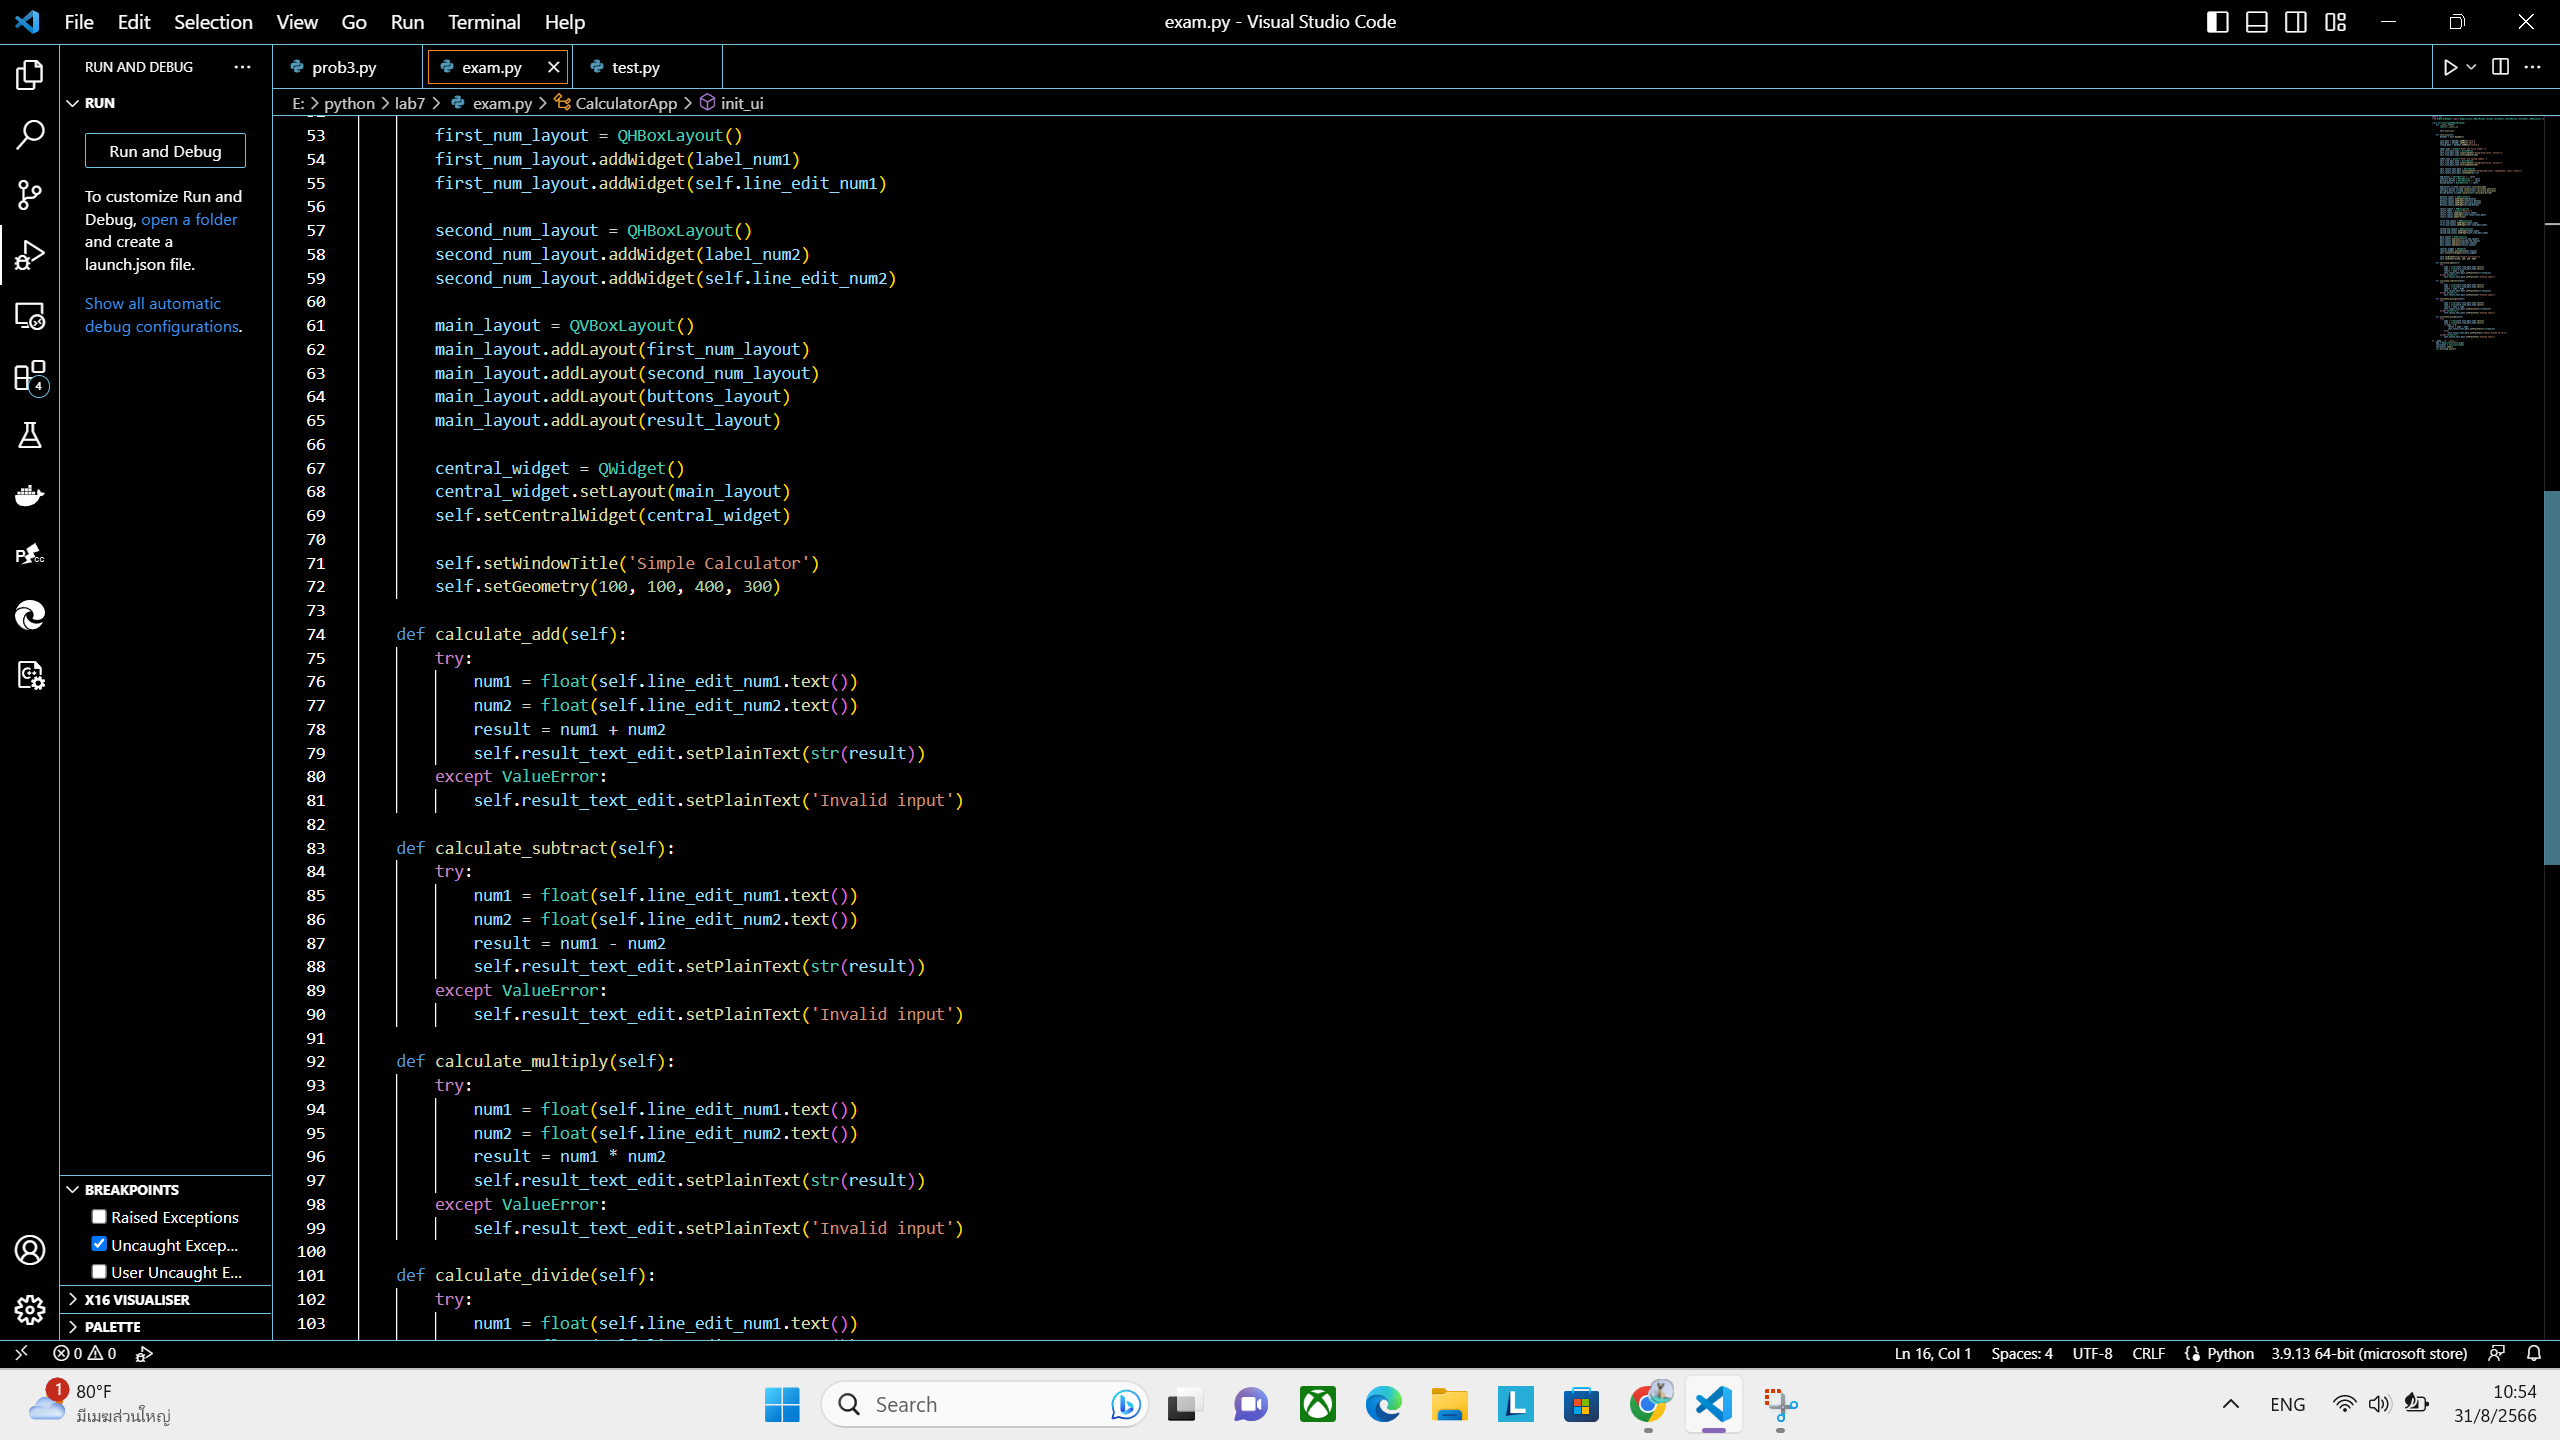 File Edit Selection View Go Run Terminal Help
exam.py - Visual Studio Code
RUN AND DEBUG
RUN
Run and Debug
To customize Run and
Debug, open a folder
and create a
launch.json file.
Show all automatic
debug configurations.
4
BREAKPOINTS
Raised Exceptions
Uncaught Excep...
User Uncaught E...
X16 VISUALISER
PALETTE
prob3.py exam.py test.py
E: > python > lab7 > exam.py > CalculatorApp > init_ui
53 first_num_layout = QHBoxLayout()
54 first_num_layout.addWidget(label_num1)
55 first_num_layout.addWidget(self.line_edit_num1)
56
57 second_num_layout = QHBoxLayout()
58 second_num_layout.addWidget(label_num2)
59 second_num_layout.addWidget(self.line_edit_num2)
60
61 main_layout = QVBoxLayout()
62 main_layout.addLayout(first_num_layout)
63 main_layout.addLayout(second_num_layout)
64 main_layout.addLayout(buttons_layout)
65 main_layout.addLayout(result_layout)
66
67 central_widget = QWidget()
68 central_widget.setLayout(main_layout)
69 self.setCentralWidget(central_widget)
70
71 self.setWindowTitle('Simple Calculator')
72 self.setGeometry(100, 100, 400, 300)
73
74 def calculate_add(self):
75 try:
76 num1 = float(self.line_edit_num1.text())
77 num2 = float(self.line_edit_num2.text())
78 result = num1 + num2
79 self.result_text_edit.setPlainText(str(result))
80 except ValueError:
81 self.result_text_edit.setPlainText('Invalid input')
82
83 def calculate_subtract(self):
84 try:
85 num1 = float(self.line_edit_num1.text())
86 num2 = float(self.line_edit_num2.text())
87 result = num1 - num2
88 self.result_text_edit.setPlainText(str(result))
89 except ValueError:
90 self.result_text_edit.setPlainText('Invalid input')
91
92 def calculate_multiply(self):
93 try:
94 num1 = float(self.line_edit_num1.text())
95 num2 = float(self.line_edit_num2.text())
96 result = num1 * num2
97 self.result_text_edit.setPlainText(str(result))
98 except ValueError:
99 self.result_text_edit.setPlainText('Invalid input')
100
101 def calculate_divide(self):
102 try:
103 num1 = float(self.line_edit_num1.text())
0 0
Ln 16, Col 1 Spaces: 4 UTF-8 CRLF Python 3.9.13 64-bit (microsoft store)
1
80°F
มีเมฆส่วนใหญ่
Search
ENG
10:54
31/8/2566